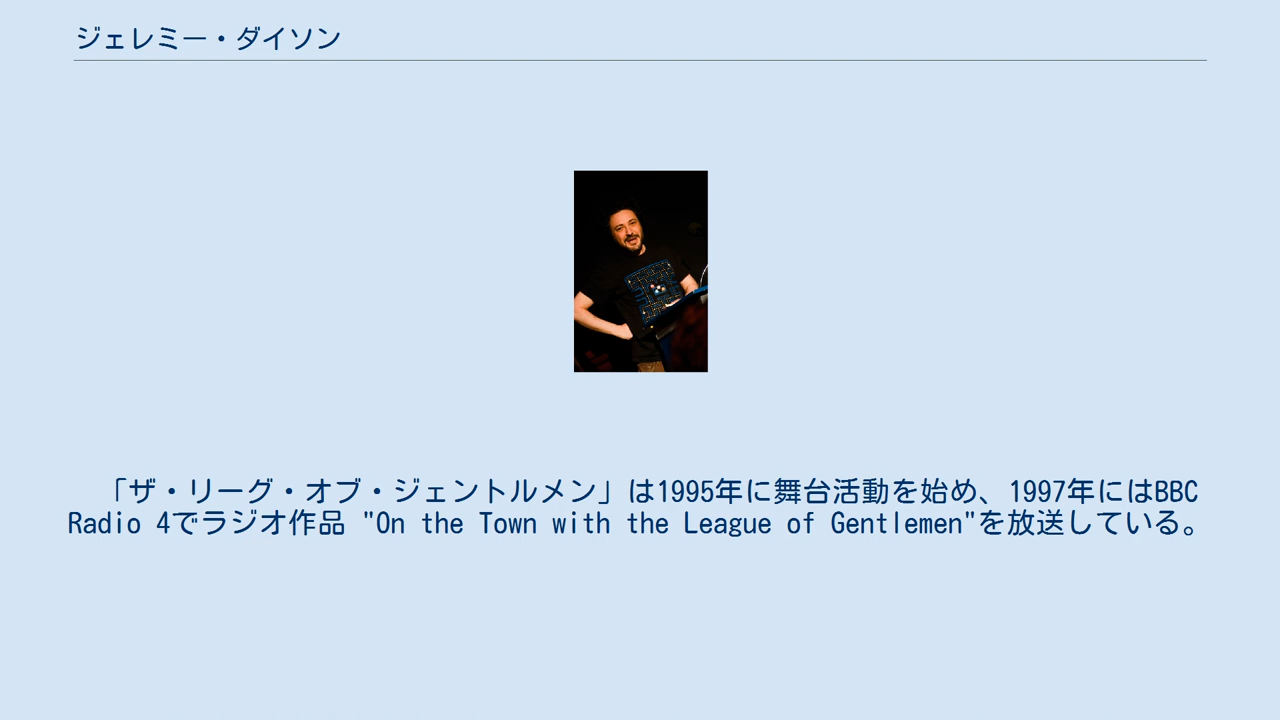 ジェレミー・ダイソン
「ザ・リーグ・オブ・ジェントルメン」は1995年に舞台活動を始め、1997年にはBBC
Radio 4でラジオ作品 "On the Town with the League of Gentlemen"を放送している。